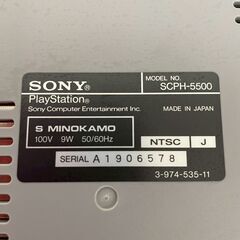 SONY®
PlayStation®
Sony Computer Entertainment Inc.
MODEL NO.
SCPH-5500
MADE IN JAPAN
S MINOKAMO
100V 9W 50/60Hz
NTSC J
SERIAL A1906578
3-974-535-11